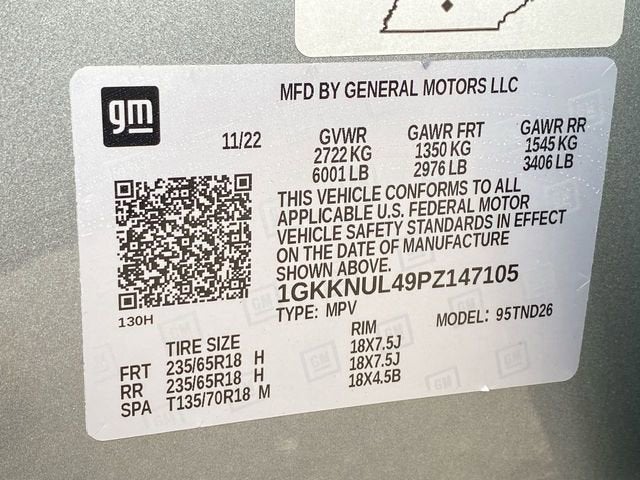 gm
MFD BY GENERAL MOTORS LLC
11/22 GVWR GAWR FRT GAWR RR
2722 KG 1350 KG 1545 KG
6001 LB 2976 LB 3406 LB
THIS VEHICLE CONFORMS TO ALL
APPLICABLE U.S. FEDERAL MOTOR
VEHICLE SAFETY STANDARDS IN EFFECT
ON THE DATE OF MANUFACTURE
SHOWN ABOVE.
1GKKNUL49PZ147105
130H
TYPE: MPV MODEL: 95TND26
TIRE SIZE RIM
FRT 235/65R18 H 18X7.5J
RR 235/65R18 H 18X7.5J
SPA T135/70R18 M 18X4.5B